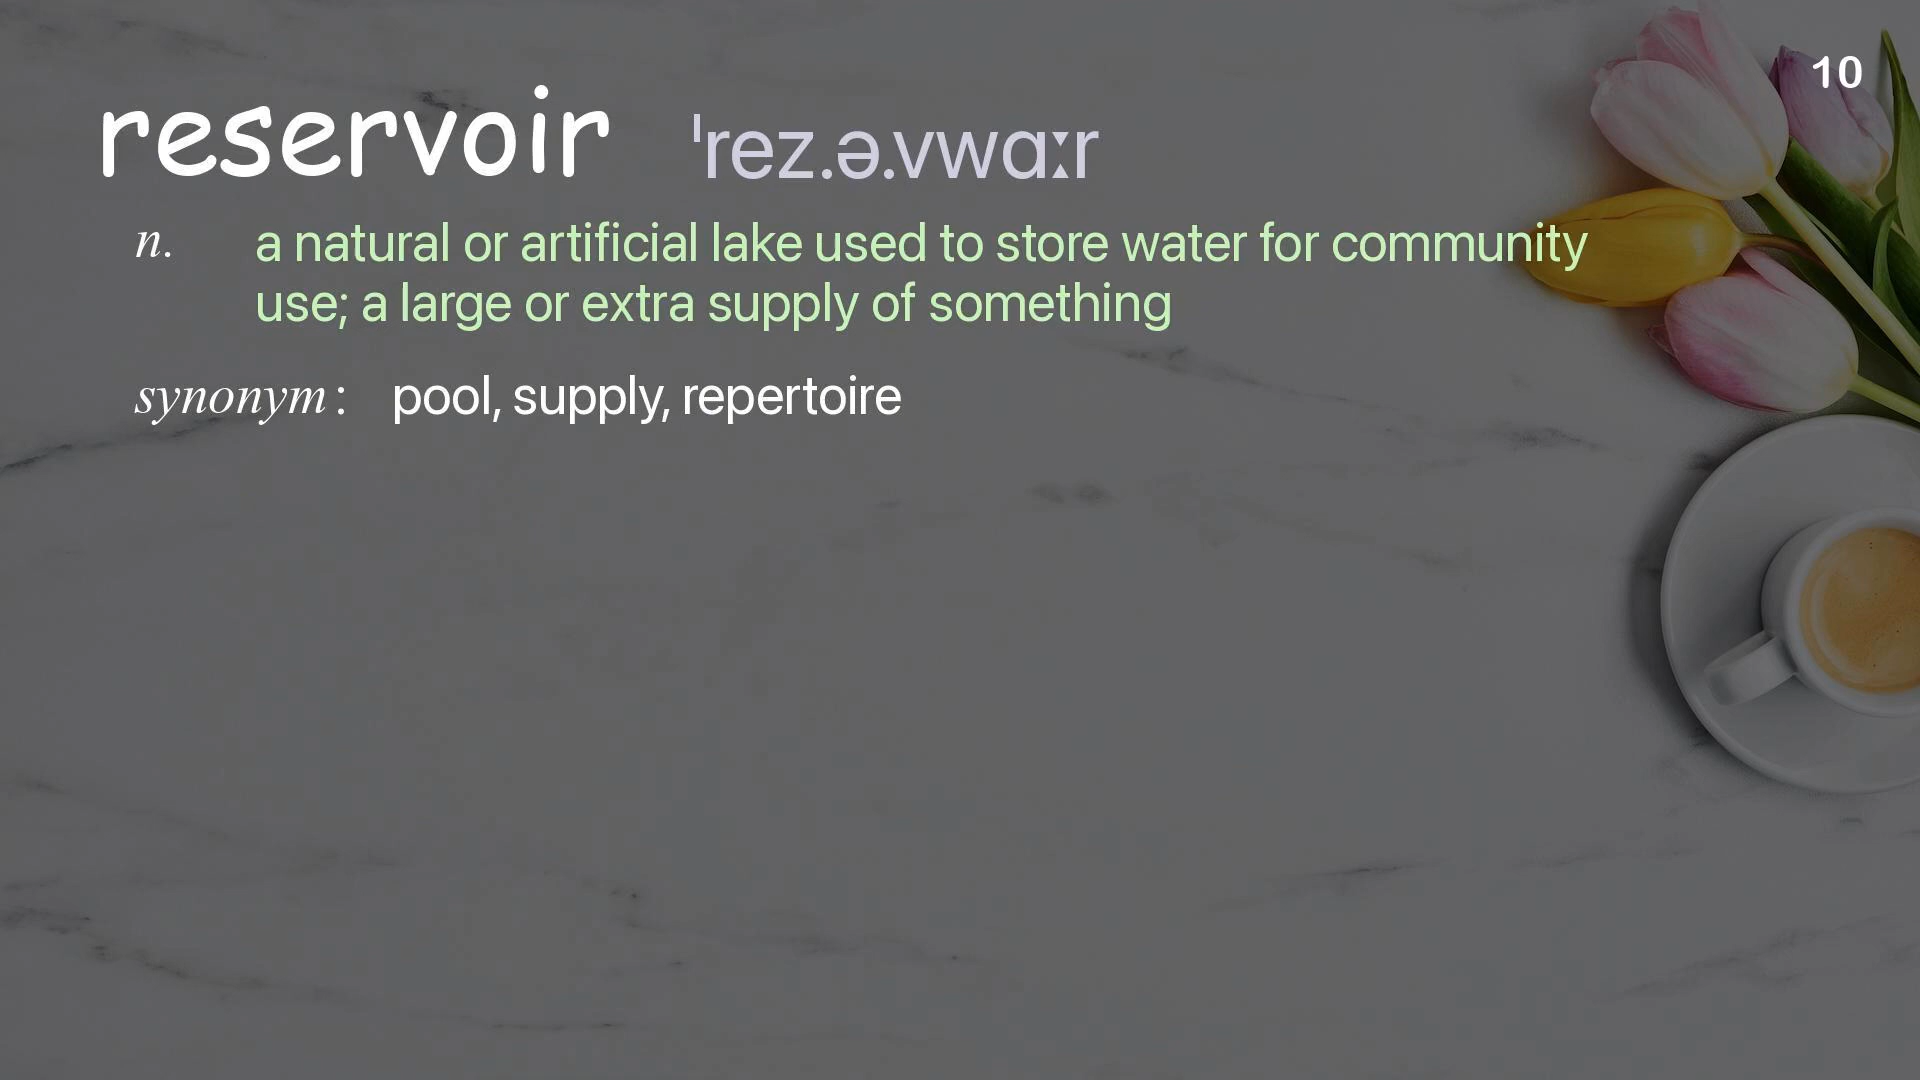 10
reservoir ˈrez.ə.vwɑːr
n. a natural or artificial lake used to store water for community
use; a large or extra supply of something
synonym: pool, supply, repertoire